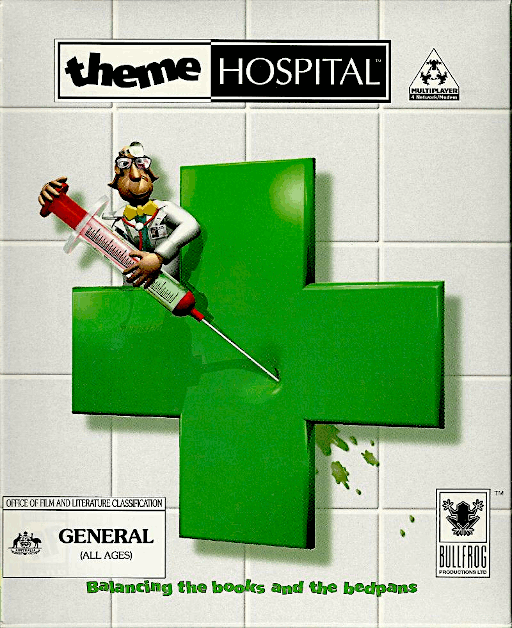 theme HOSPITAL™
MULTIPLAYER
4 Network/Modem
OFFICE OF FILM AND LITERATURE CLASSIFICATION
GENERAL
(ALL AGES)
TM
BULLFROG
PRODUCTIONS LTD
Balancing the books and the bedpans